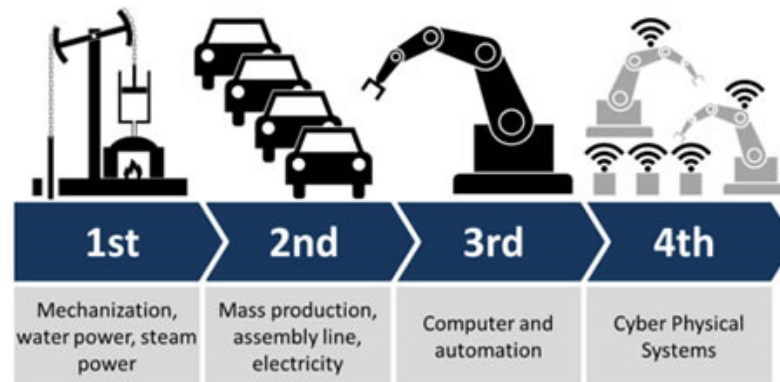 1st
2nd
3rd
4th
Mechanization,
water power, steam
power
Mass production,
assembly line,
electricity
Computer and
automation
Cyber Physical
Systems